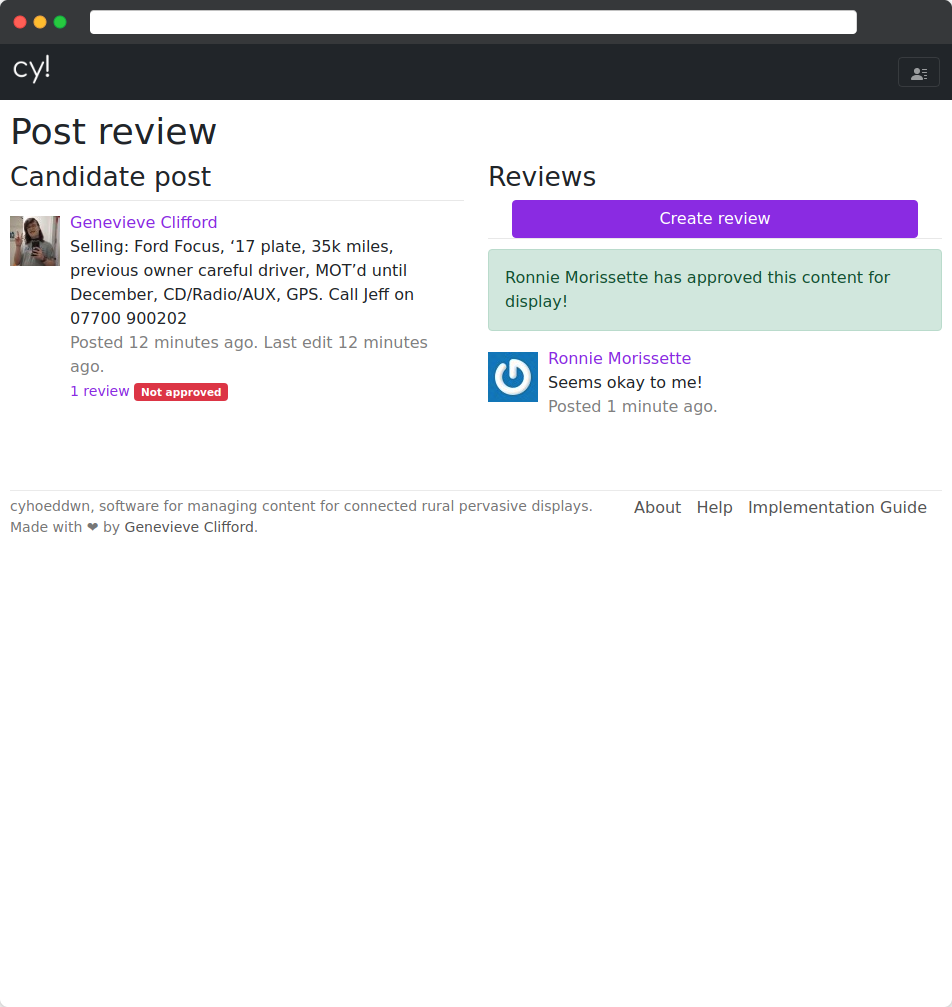 cy!
Post review
Candidate post
Genevieve Clifford
Selling: Ford Focus, ‘17 plate, 35k miles,
previous owner careful driver, MOT’d until
December, CD/Radio/AUX, GPS. Call Jeff on
07700 900202
Posted 12 minutes ago. Last edit 12 minutes
ago.
1 review Not approved
Reviews
Create review
Ronnie Morissette has approved this content for
display!
Ronnie Morissette
Seems okay to me!
Posted 1 minute ago.
cyhoeddwn, software for managing content for connected rural pervasive displays.
Made with ❤ by Genevieve Clifford.
About Help Implementation Guide